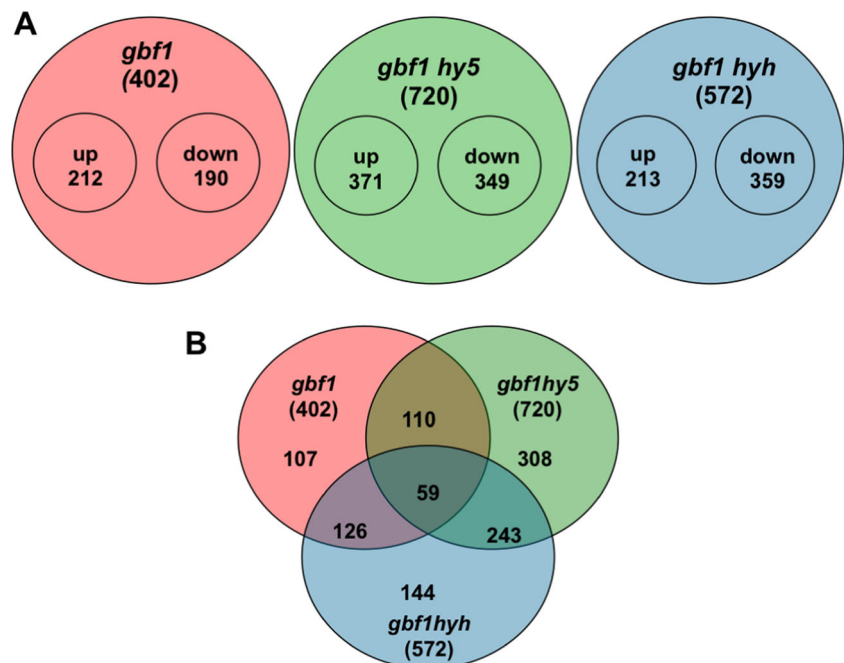 A
gbf1
(402)
up
212
down
190
gbf1 hy5
(720)
up
371
down
349
gbf1 hyh
(572)
up
213
down
359
B
gbf1
(402)
107
110
gbf1hy5
(720)
308
59
126
243
144
gbf1hyh
(572)